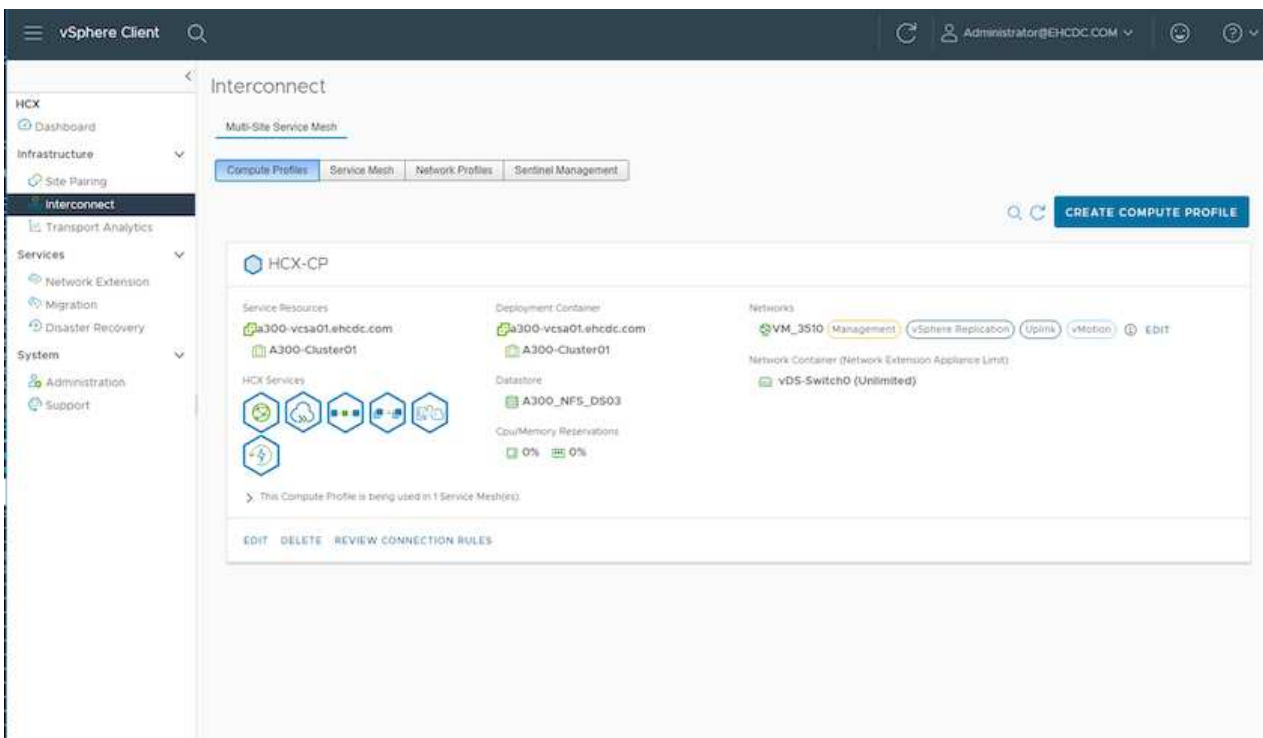 vSphere Client
Administrator@EHCDC.COM
HCX
Dashboard
Infrastructure
Site Pairing
Interconnect
Transport Analytics
Services
Network Extension
Migration
Disaster Recovery
System
Administration
Support
Interconnect
Multi-Site Service Mesh
Compute Profiles Service Mesh Network Profiles Sentinel Management
CREATE COMPUTE PROFILE
HCX-CP
Service Resources
a300-vcsa01.ehcdc.com
A300-Cluster01
HCX Services
Deployment Container
a300-vcsa01.ehcdc.com
A300-Cluster01
Datastore
A300_NFS_DS03
Cpu/Memory Reservations
0% 0%
Networks
VM_3510 Management vSphere Replication Uplink vMotion EDIT
Network Container (Network Extension Appliance Limit)
vDS-Switch0 (Unlimited)
This Compute Profile is being used in 1 Service Mesh(es).
EDIT DELETE REVIEW CONNECTION RULES